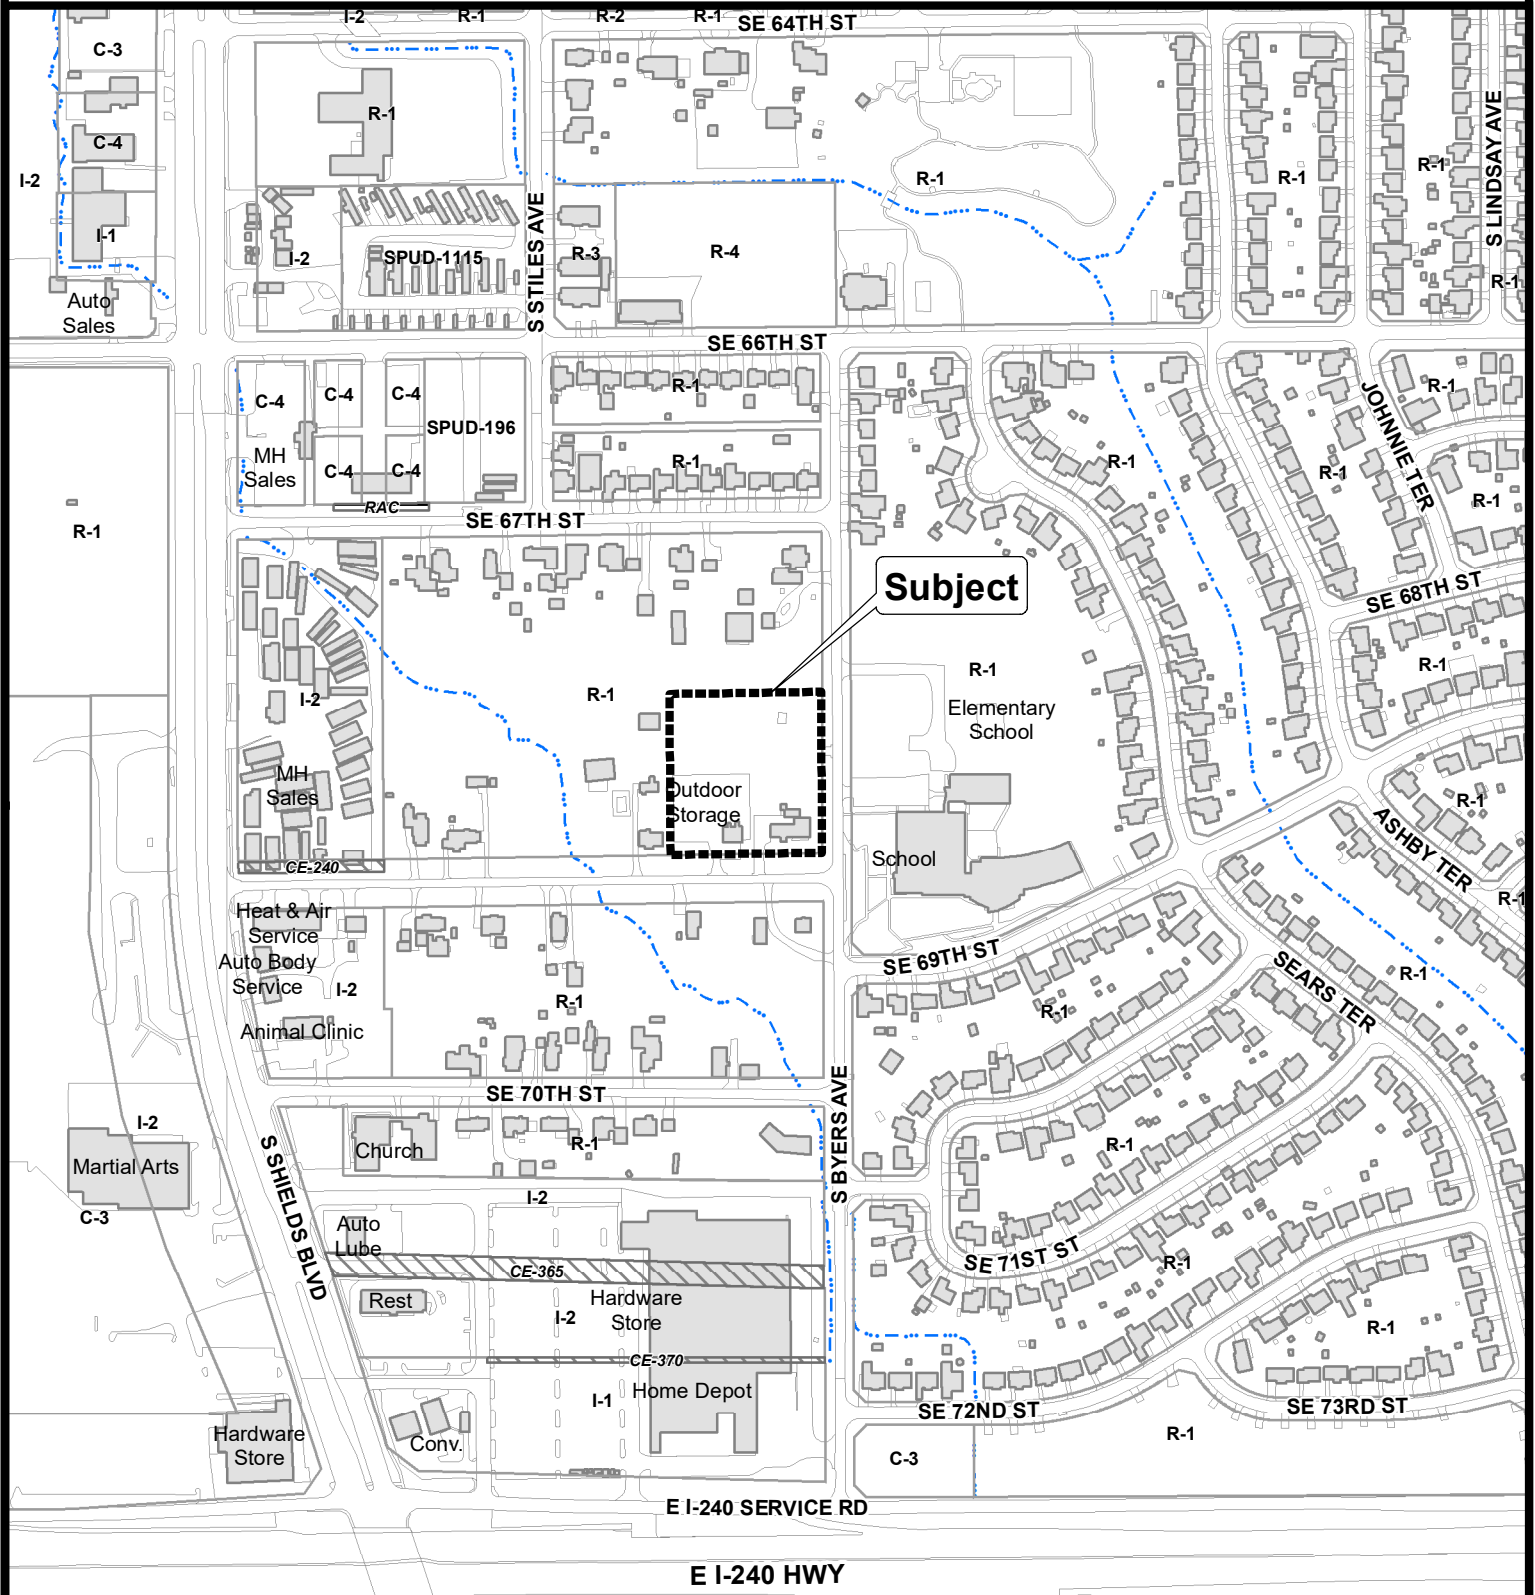 I-2
R-1
R-2
R-1
SE 64TH ST
C-3
R-1
C-4
I-2
R-1
R-1
R-1
S LINDSAY AVE
I-1
I-2
SPUD-1115
S STILES AVE
R-3
R-4
R-1
Auto
Sales
SE 66TH ST
C-4
C-4
C-4
SPUD-196
R-1
R-1
JOHNNIE TER
MH
Sales
C-4
C-4
R-1
R-1
R-1
R-1
RAC
SE 67TH ST
R-1
Subject
SE 68TH ST
R-1
R-1
I-2
R-1
Elementary
School
MH
Sales
Outdoor
Storage
R-1
ASHBY TER
School
CE-240
R-1
Heat & Air
Service
Auto Body
Service
I-2
R-1
SE 69TH ST
SEARS TER
R-1
R-1
Animal Clinic
SE 70TH ST
S BYERS AVE
I-2
Church
R-1
R-1
Martial Arts
C-3
S SHIELDS BLVD
I-2
Auto
Lube
SE 71ST ST
R-1
CE-365
Rest
I-2
Hardware
Store
R-1
CE-370
Home Depot
I-1
SE 72ND ST
SE 73RD ST
Hardware
Store
Conv.
C-3
R-1
E I-240 SERVICE RD
E I-240 HWY